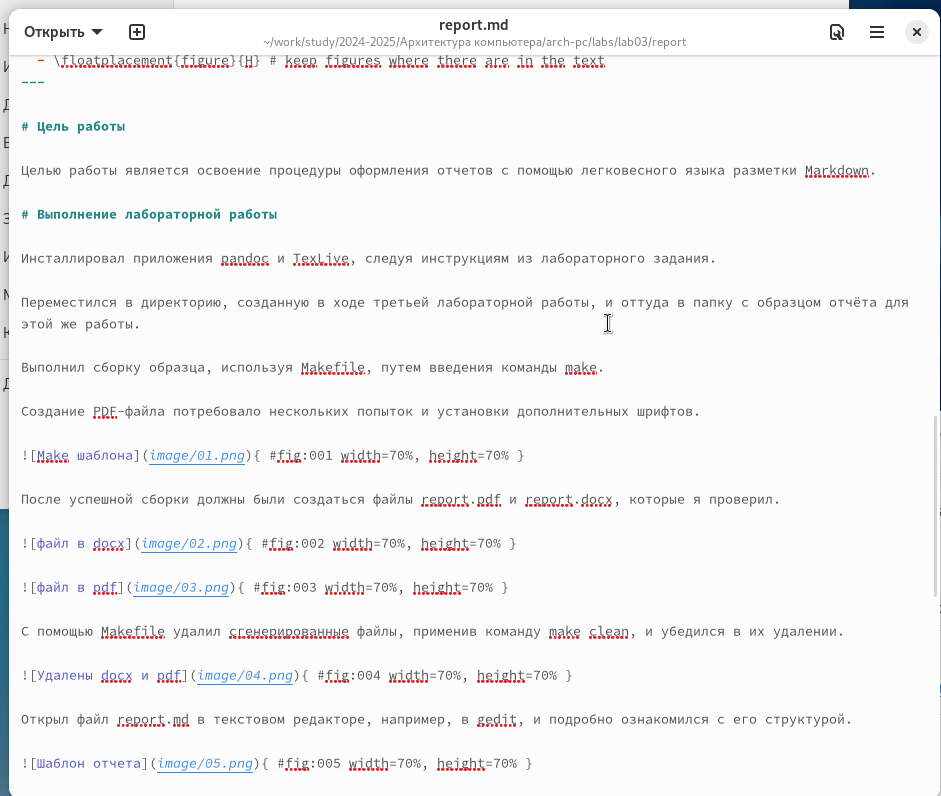 Открыть
report.md
~/work/study/2024-2025/Архитектура компьютера/arch-pc/labs/lab03/report
- \floatplacement{figure}{H} # keep figures where there are in the text
---
# Цель работы
Целью работы является освоение процедуры оформления отчетов с помощью легковесного языка разметки Markdown.
# Выполнение лабораторной работы
Инсталлировал приложения pandoc и TexLive, следуя инструкциям из лабораторного задания.
Переместился в директорию, созданную в ходе третьей лабораторной работы, и оттуда в папку с образцом отчёта для
этой же работы.
Выполнил сборку образца, используя Makefile, путем введения команды make.
Создание PDF-файла потребовало нескольких попыток и установки дополнительных шрифтов.
![Make шаблона](image/01.png){ #fig:001 width=70%, height=70% }
После успешной сборки должны были создаться файлы report.pdf и report.docx, которые я проверил.
![файл в docx](image/02.png){ #fig:002 width=70%, height=70% }
![файл в pdf](image/03.png){ #fig:003 width=70%, height=70% }
С помощью Makefile удалил сгенерированные файлы, применив команду make clean, и убедился в их удалении.
![Удалены docx и pdf](image/04.png){ #fig:004 width=70%, height=70% }
Открыл файл report.md в текстовом редакторе, например, в gedit, и подробно ознакомился с его структурой.
![Шаблон отчета](image/05.png){ #fig:005 width=70%, height=70% }